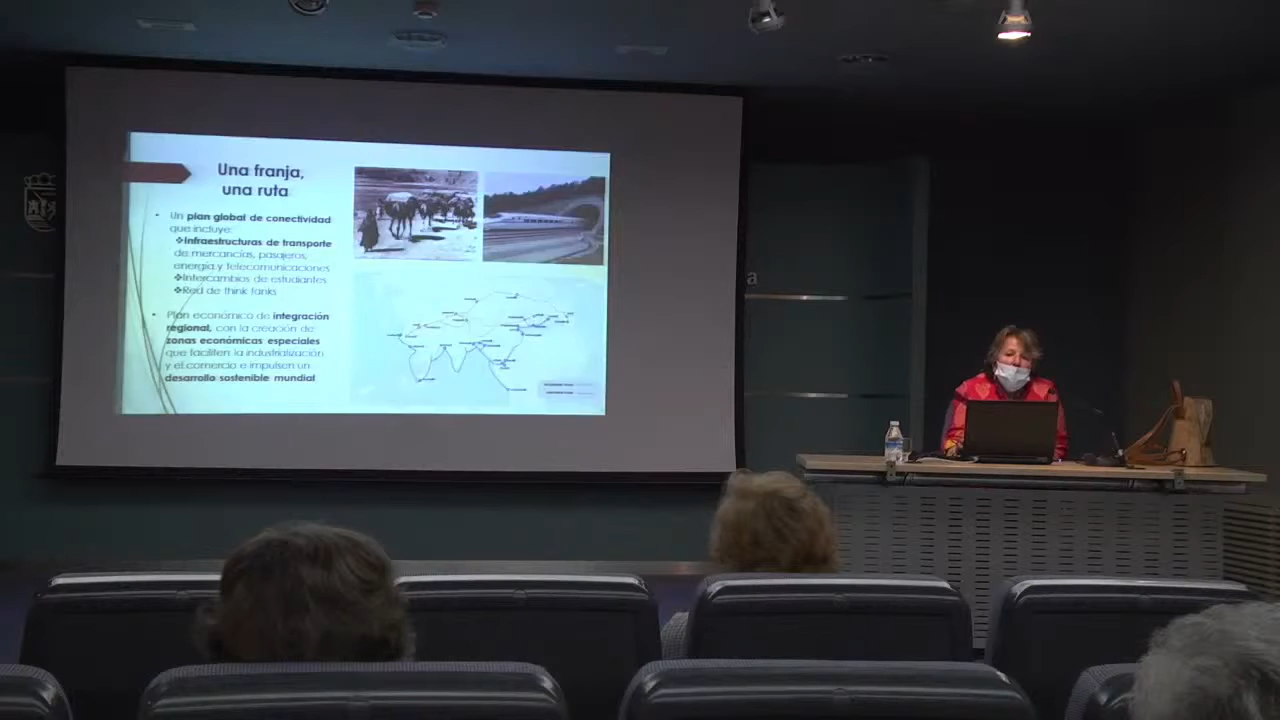 Una franja,
una ruta
Un plan global de conectividad
que incluye:
Infraestructuras de transporte
de mercancías, pasajeros,
energía y telecomunicaciones
Intercambios de estudiantes
Red de think tanks
Plan económico de integración
regional, con la creación de
zonas económicas especiales
que faciliten la industrialización
y el comercio e impulsen un
desarrollo sostenible mundial
a